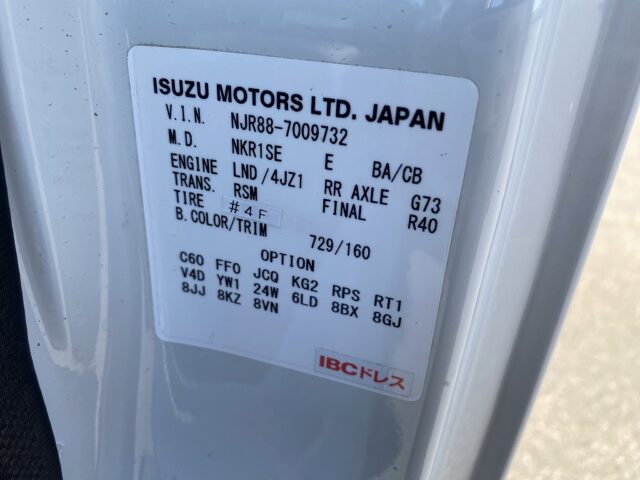 ISUZU MOTORS LTD. JAPAN
V.I.N. NJR88-7009732
M.D. NKR1SE E BA/CB
ENGINE LND/4JZ1 RR AXLE G73
TRANS. RSM FINAL R40
TIRE #4F
B.COLOR/TRIM 729/160
OPTION
C60 FF0 JCQ KG2 RPS RT1
V4D YW1 24W 6LD 8BX 8GJ
8JJ 8KZ 8VN
IBCドレス